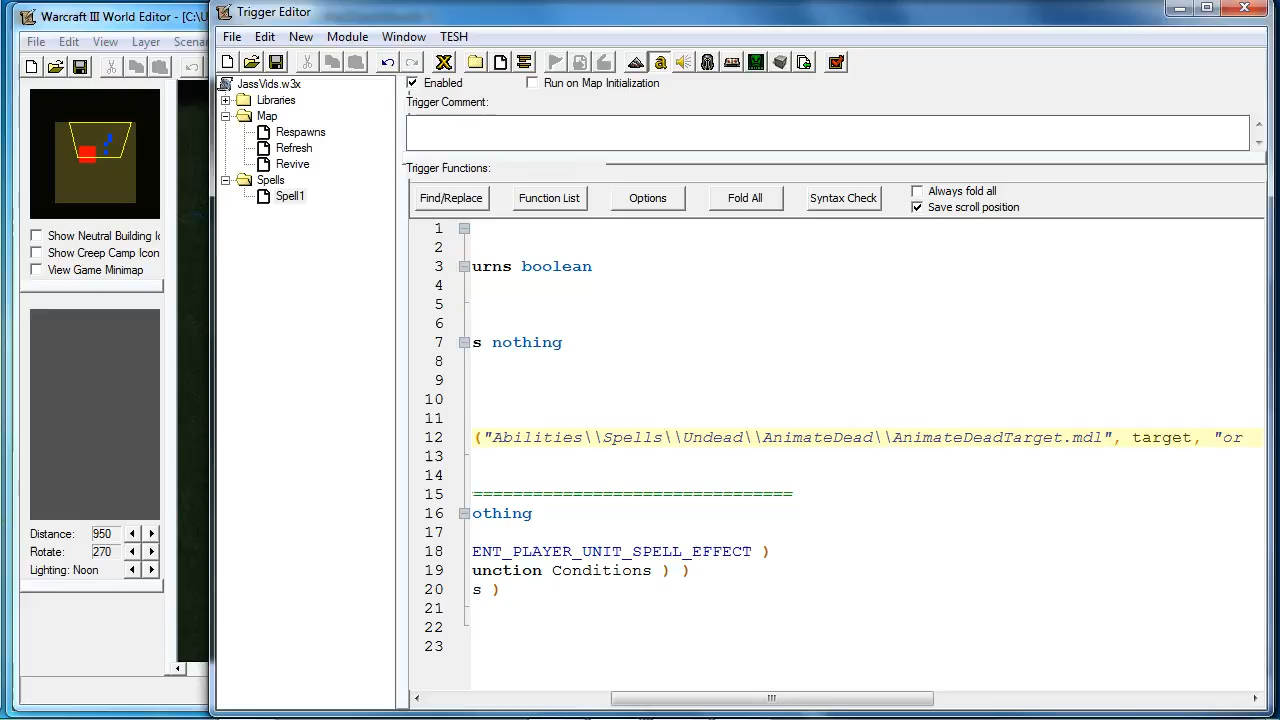 Warcraft III World Editor - [C:\U
Trigger Editor
File Edit View Layer Scenar
File Edit New Module Window TESH
JassVids.w3x
Libraries
Map
Respawns
Refresh
Revive
Spells
Spell1
Enabled
Run on Map Initialization
Trigger Comment:
Trigger Functions:
Find/Replace
Function List
Options
Fold All
Syntax Check
Always fold all
Save scroll position
Show Neutral Building Ic
Show Creep Camp Icon
View Game Minimap
Distance: 950
Rotate: 270
Lighting: Noon
1
2
3 urns boolean
4
5
6
7 s nothing
8
9
10
11
12 ("Abilities\\Spells\\Undead\\AnimateDead\\AnimateDeadTarget.mdl", target, "or
13
14
15 ================================
16 othing
17
18 ENT_PLAYER_UNIT_SPELL_EFFECT )
19 unction Conditions ) )
20 s )
21
22
23